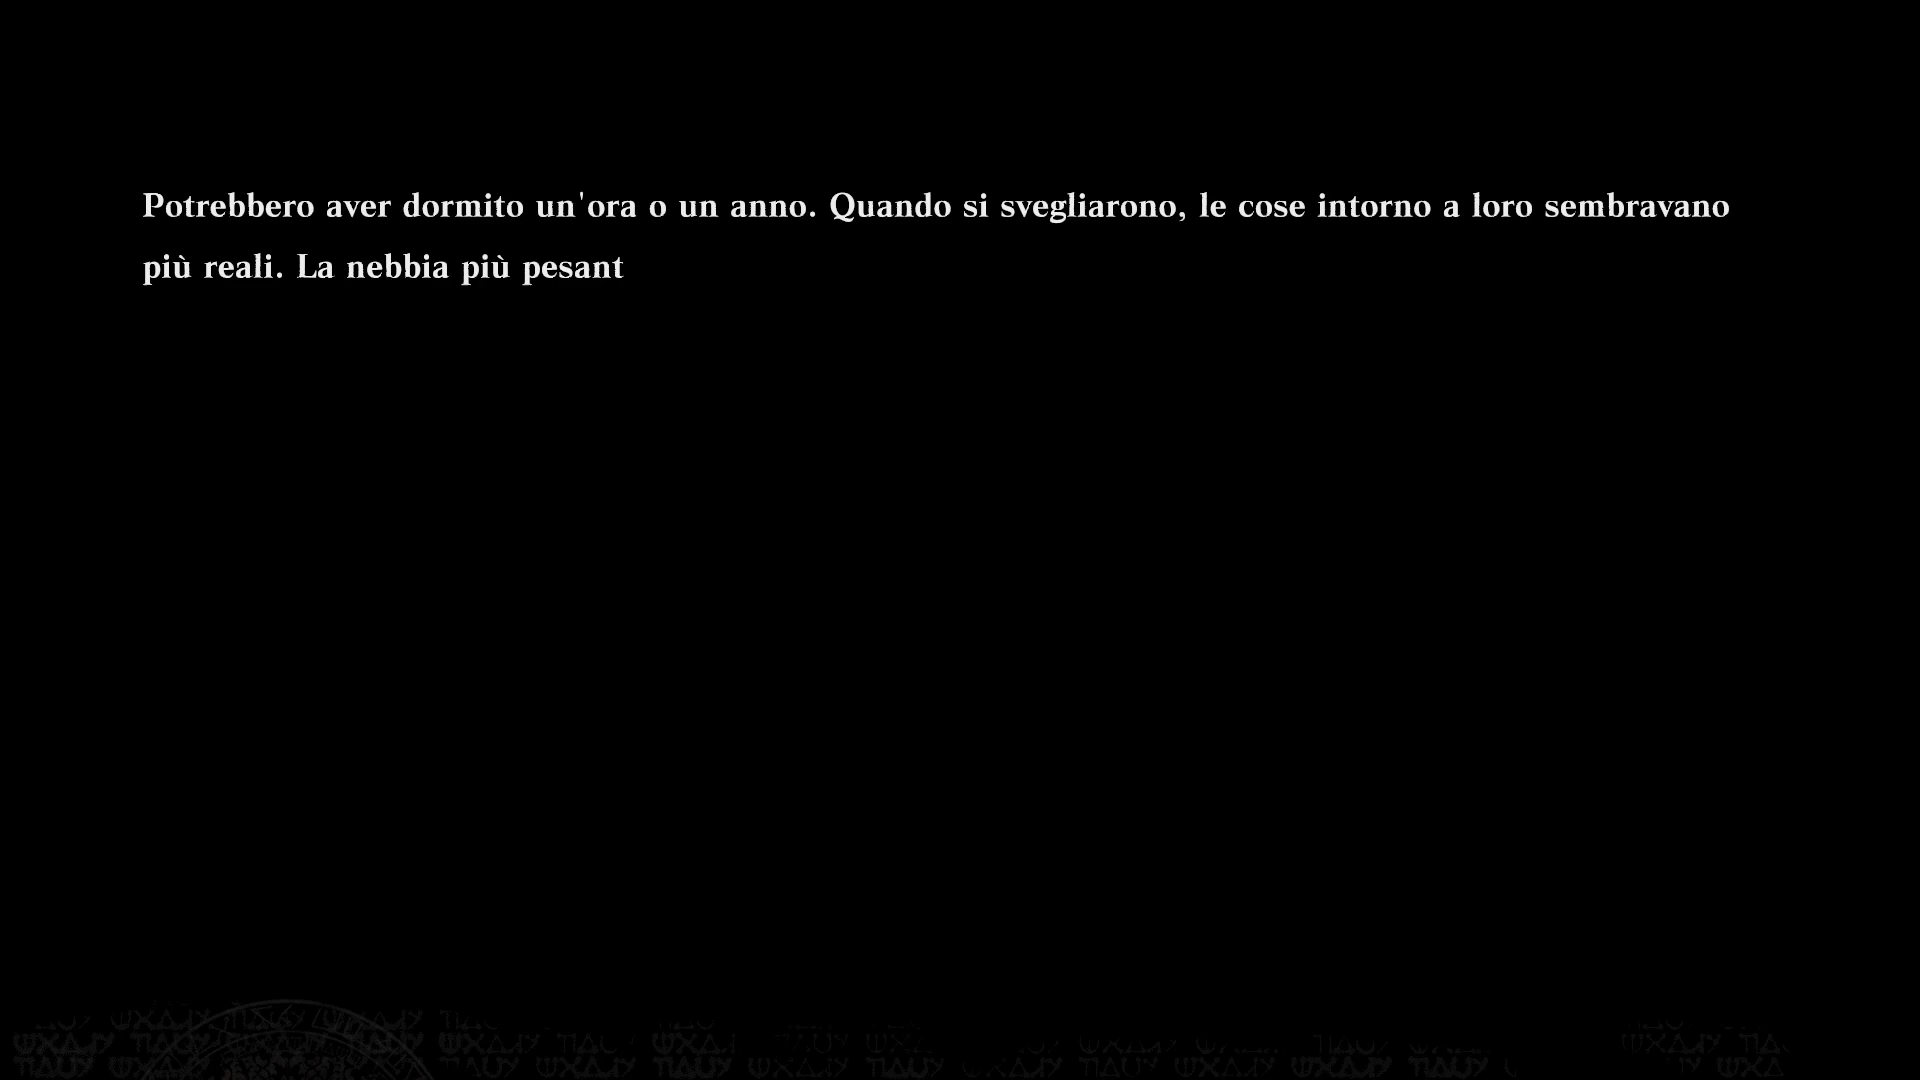 Potrebbero aver dormito un'ora o un anno. Quando si svegliarono, le cose intorno a loro sembravano
più reali. La nebbia più pesant